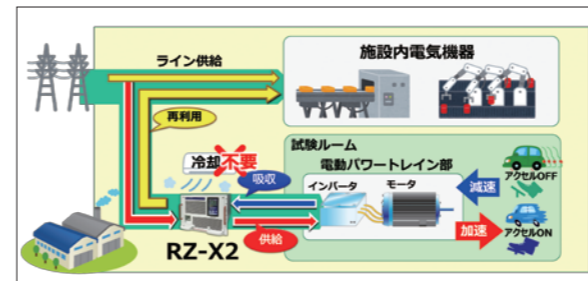 ライン供給
施設内電気機器
再利用
試験ルーム
電動パワートレイン部
冷却不要
吸収
インバータ
モータ
減速
アクセルOFF
RZ-X2
供給
加速
アクセルON